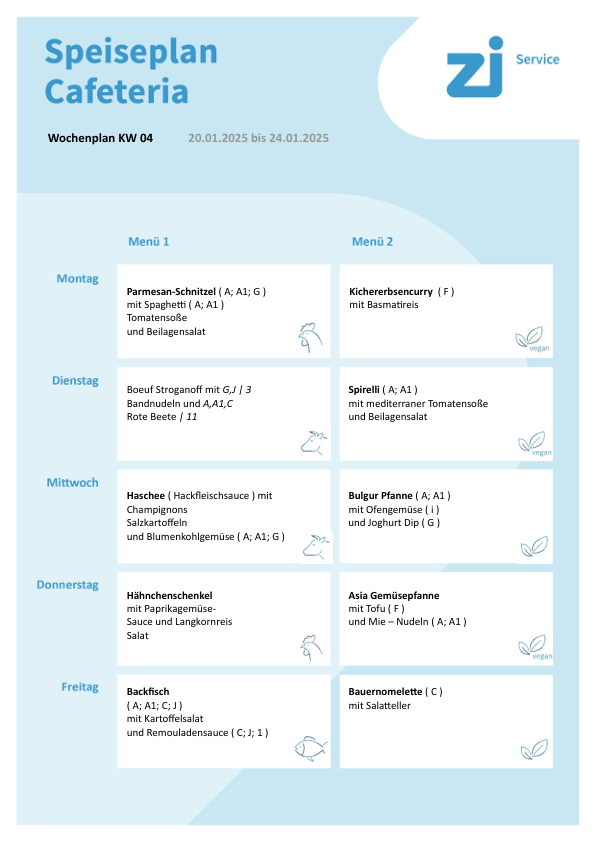 Speiseplan
Cafeteria
zi Service
Wochenplan KW 04 20.01.2025 bis 24.01.2025
Menü 1 Menü 2
Montag
Parmesan-Schnitzel ( A; A1; G )
mit Spaghetti ( A; A1 )
Tomatensoße
und Beilagensalat
Kichererbsencurry ( F )
mit Basmatireis
vegan
Dienstag
Boeuf Stroganoff mit G,J | 3
Bandnudeln und A,A1,C
Rote Beete | 11
Spirelli ( A; A1 )
mit mediterraner Tomatensoße
und Beilagensalat
vegan
Mittwoch
Haschee ( Hackfleischsauce ) mit
Champignons
Salzkartoffeln
und Blumenkohlgemüse ( A; A1; G )
Bulgur Pfanne ( A; A1 )
mit Ofengemüse ( i )
und Joghurt Dip ( G )
Donnerstag
Hähnchenschenkel
mit Paprikagemüse-
Sauce und Langkornreis
Salat
Asia Gemüsepfanne
mit Tofu ( F )
und Mie – Nudeln ( A; A1 )
vegan
Freitag
Backfisch
( A; A1; C; J )
mit Kartoffelsalat
und Remouladensauce ( C; J; 1 )
Bauernomelette ( C )
mit Salatteller